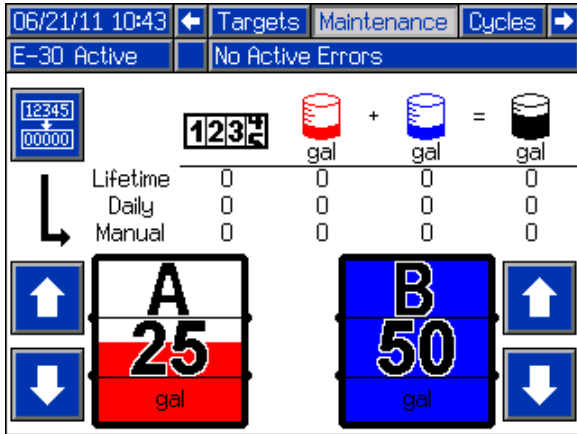 06/21/11 10:43 Targets Maintenance Cycles
E-30 Active No Active Errors
12345
00000
+ =
gal gal gal
Lifetime 0 0 0 0
Daily 0 0 0 0
Manual 0 0 0 0
A B
25 50
gal gal